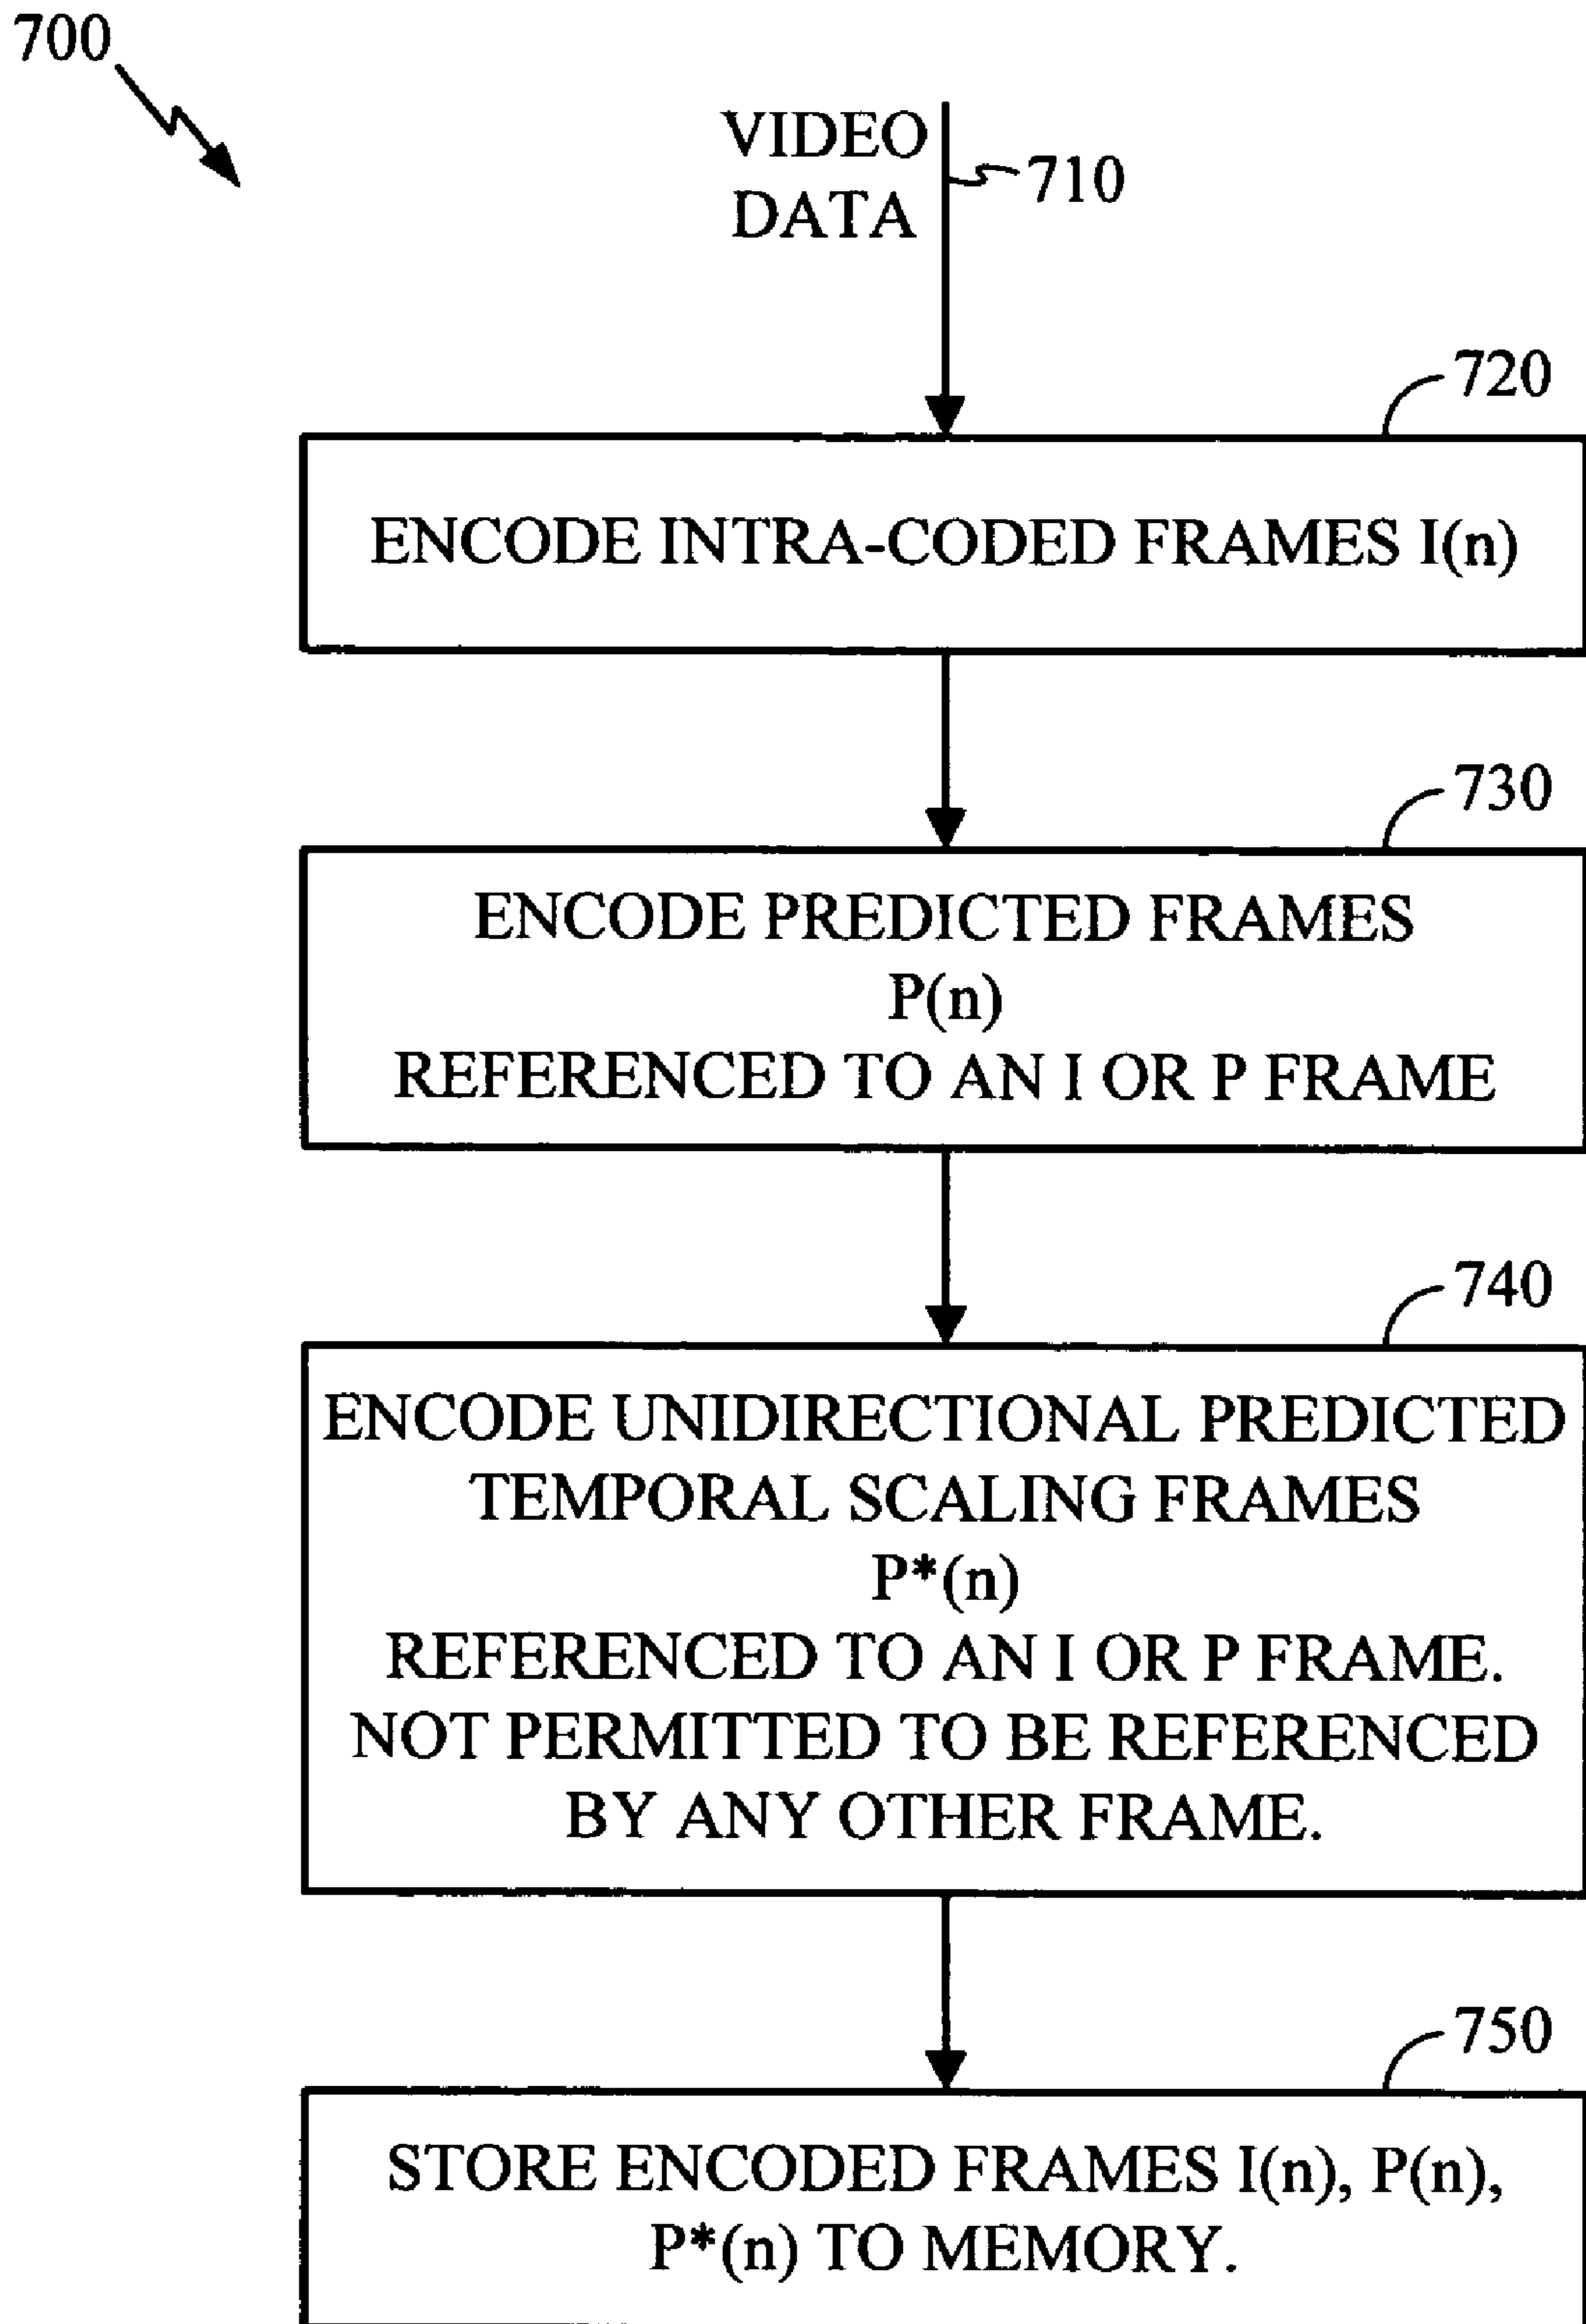 700
VIDEO
DATA
710
720
ENCODE INTRA-CODED FRAMES I(n)
730
ENCODE PREDICTED FRAMES
P(n)
REFERENCED TO AN I OR P FRAME
740
ENCODE UNIDIRECTIONAL PREDICTED
TEMPORAL SCALING FRAMES
P*(n)
REFERENCED TO AN I OR P FRAME.
NOT PERMITTED TO BE REFERENCED
BY ANY OTHER FRAME.
750
STORE ENCODED FRAMES I(n), P(n),
P*(n) TO MEMORY.